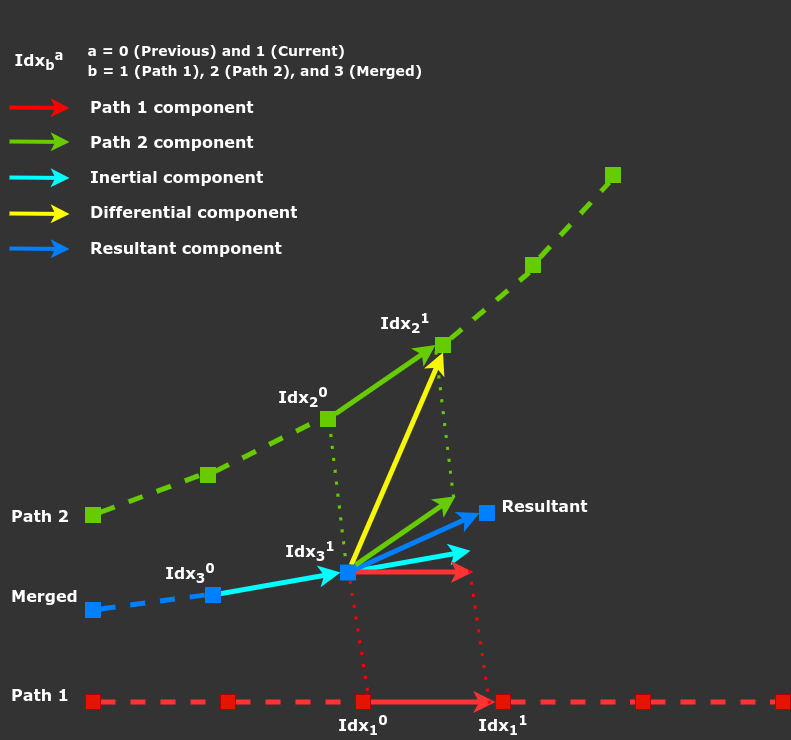 Idx_b^a
a = 0 (Previous) and 1 (Current)
b = 1 (Path 1), 2 (Path 2), and 3 (Merged)
Path 1 component
Path 2 component
Inertial component
Differential component
Resultant component
Idx_2^1
Idx_2^0
Resultant
Path 2
Idx_3^1
Idx_3^0
Merged
Path 1
Idx_1^0
Idx_1^1